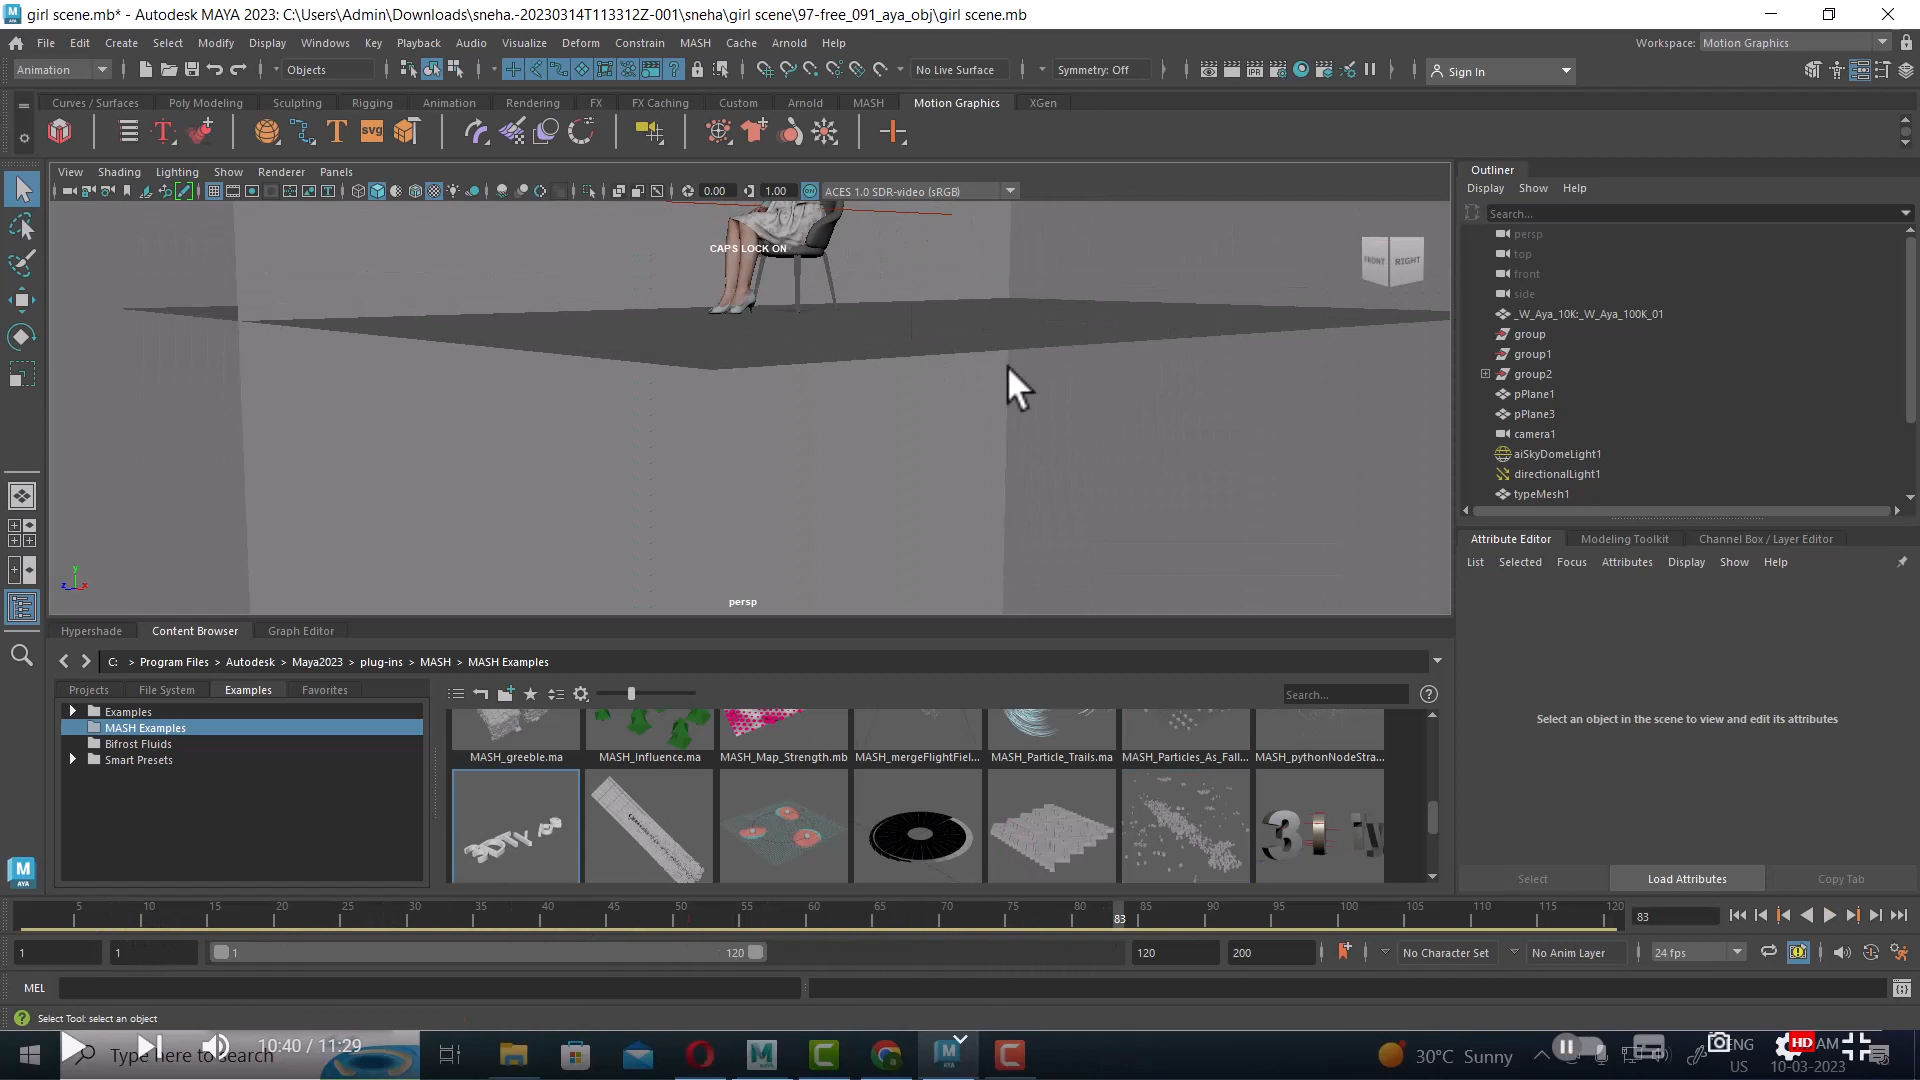 girl scene.mb* - Autodesk MAYA 2023: C:\Users\Admin\Downloads\sneha.-20230314T113312Z-001\sneha\girl scene\97-free_091_aya_obj\girl scene.mb
File Edit Create Select Modify Display Windows Key Playback Audio Visualize Deform Constrain MASH Cache Arnold Help
Workspace: Motion Graphics
Animation Objects No Live Surface Symmetry: Off Sign In
Curves / Surfaces Poly Modeling Sculpting Rigging Animation Rendering FX FX Caching Custom Arnold MASH Motion Graphics XGen
View Shading Lighting Show Renderer Panels
0.00 1.00 ACES 1.0 SDR-video (sRGB)
CAPS LOCK ON
FRONT RIGHT
persp
Outliner
Display Show Help
Search...
persp
top
front
side
_W_Aya_10K:_W_Aya_100K_01
group
group1
group2
pPlane1
pPlane3
camera1
aiSkyDomeLight1
directionalLight1
typeMesh1
Attribute Editor Modeling Toolkit Channel Box / Layer Editor
List Selected Focus Attributes Display Show Help
Select an object in the scene to view and edit its attributes
Select Load Attributes Copy Tab
Hypershade Content Browser Graph Editor
C: > Program Files > Autodesk > Maya2023 > plug-ins > MASH > MASH Examples
Projects File System Examples Favorites
Search...
Examples
MASH Examples
Bifrost Fluids
Smart Presets
MASH_greeble.ma MASH_Influence.ma MASH_Map_Strength.mb MASH_mergeFlightFiel... MASH_Particle_Trails.ma MASH_Particles_As_Fall... MASH_pythonNodeStra...
5 10 15 20 25 30 35 40 45 50 55 60 65 70 75 80 83 85 90 95 100 105 110 115 120
83
1 1 1 120 120 200 No Character Set No Anim Layer 24 fps
MEL
Select Tool: select an object
10:40 / 11:29
Type here to search
30°C Sunny
ENG
US
HD
AM
10-03-2023